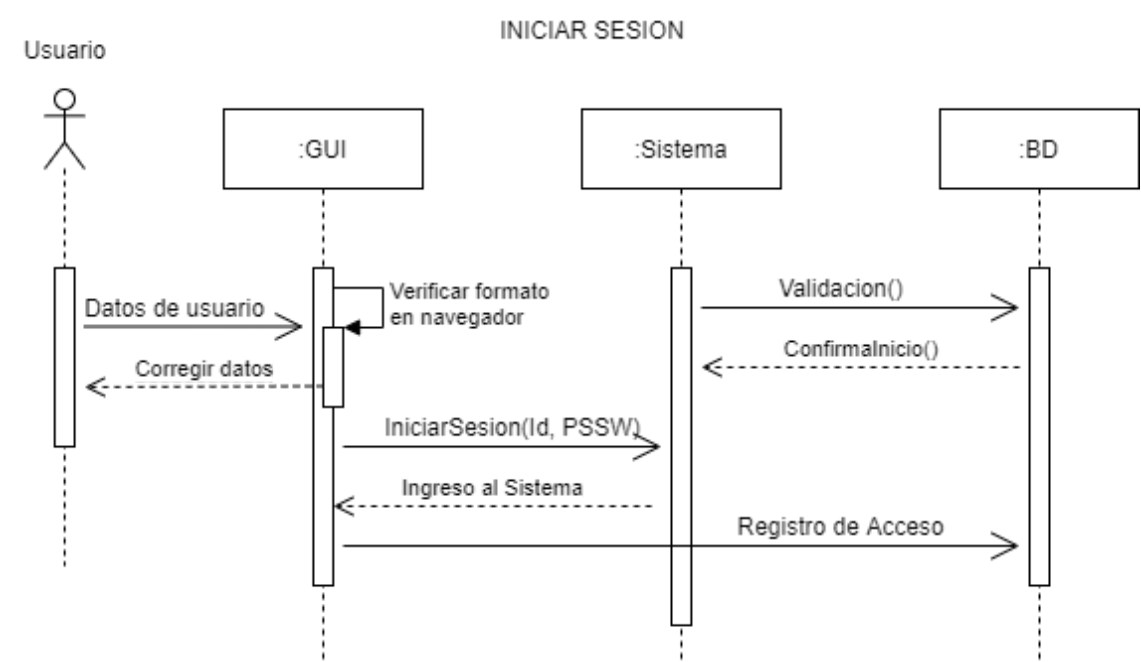 INICIAR SESION
Usuario
:GUI
:Sistema
:BD
Verificar formato
en navegador
Validacion()
Datos de usuario
ConfirmaInicio()
Corregir datos
IniciarSesion(Id, PSSW)
Ingreso al Sistema
Registro de Acceso